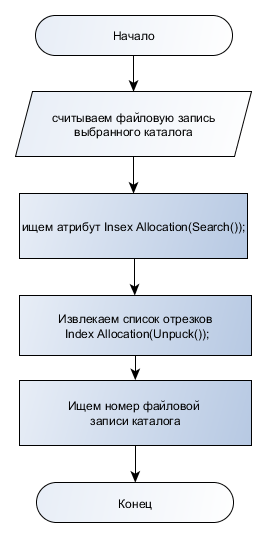 Начало
считываем файловую запись
выбранного каталога
ищем атрибут Insex Allocation(Search());
Извлекаем список отрезков
Index Allocation(Unpuck());
Ищем номер файловой
записи каталога
Конец